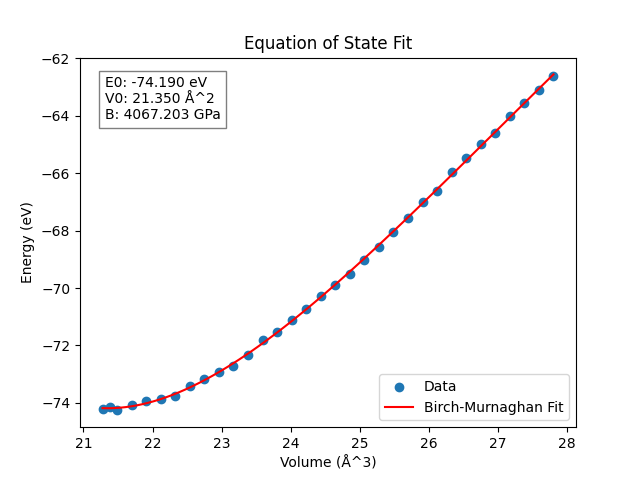 Equation of State Fit
E0: -74.190 eV
V0: 21.350 Å^2
B: 4067.203 GPa
−62
−64
−66
−68
−70
−72
−74
Energy (eV)
Data
Birch-Murnaghan Fit
21 22 23 24 25 26 27 28
Volume (Å^3)